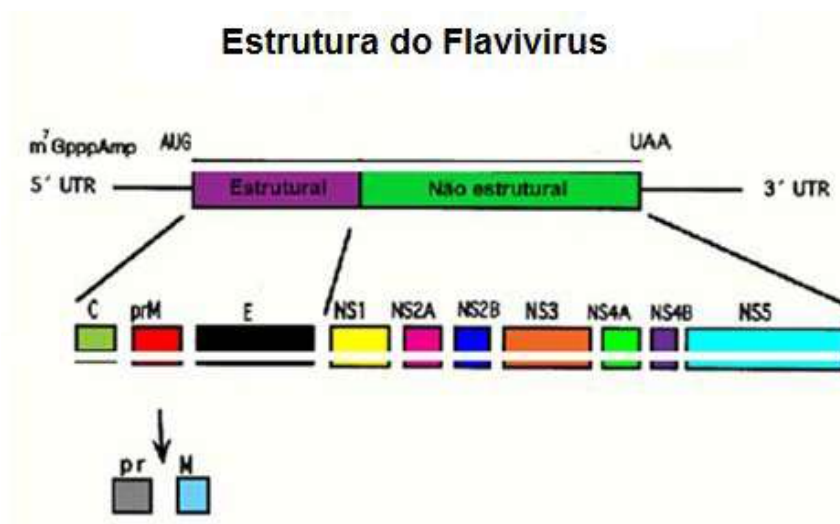 Estrutura do Flavivirus
m7GpppAmp AUG UAA
5´ UTR Estrutural Não estrutural 3´ UTR
C prM E NS1 NS2A NS2B NS3 NS4A NS4B NS5
pr M